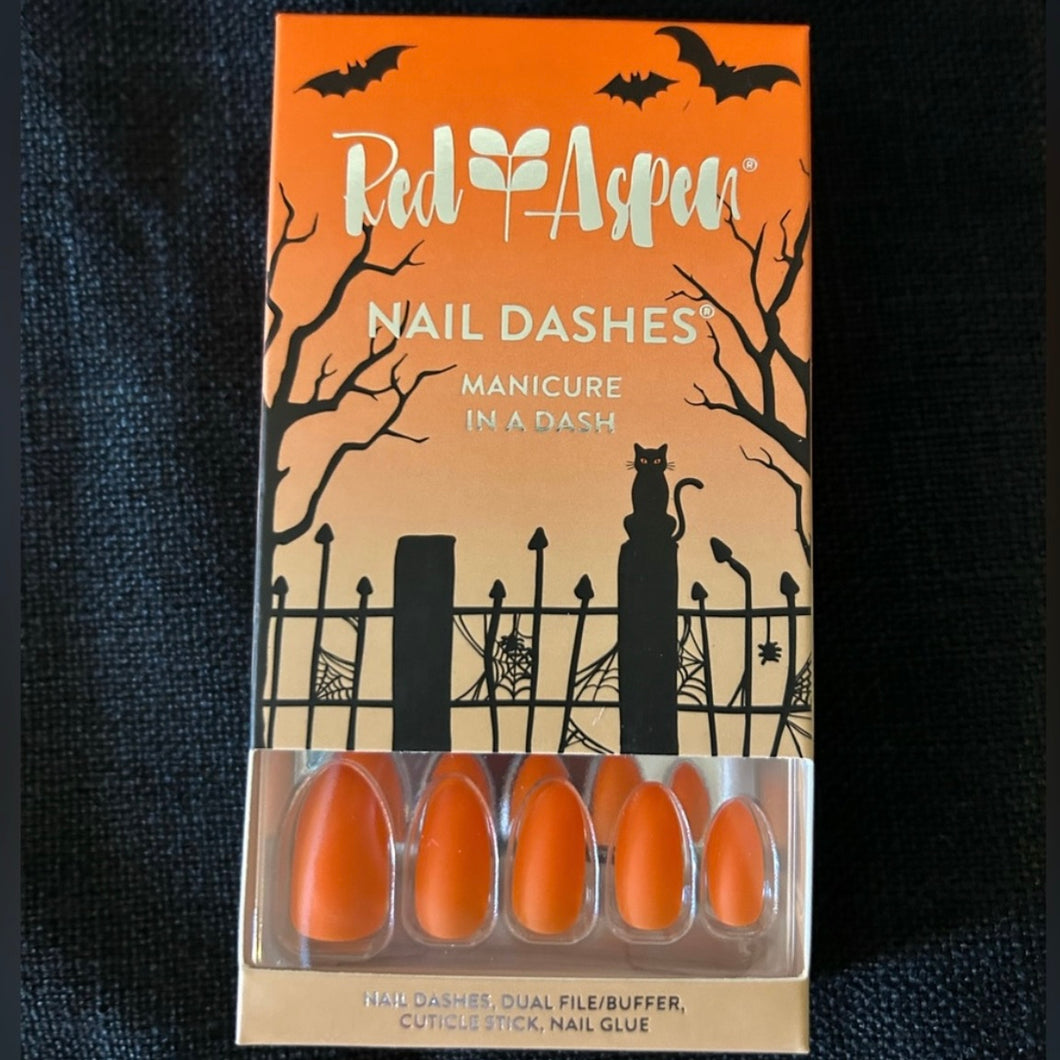 Red Aspen®
NAIL DASHES®
MANICURE
IN A DASH
NAIL DASHES, DUAL FILE/BUFFER,
CUTICLE STICK, NAIL GLUE